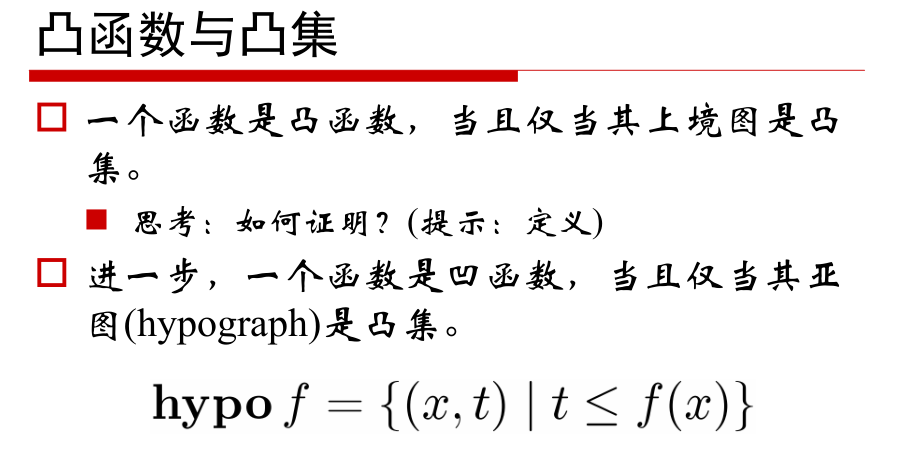 凸函数与凸集
一个函数是凸函数，当且仅当其上境图是凸
集。
思考：如何证明？(提示：定义)
进一步，一个函数是凹函数，当且仅当其亚
图(hypograph)是凸集。
hypo f = {(x, t) | t ≤ f(x)}